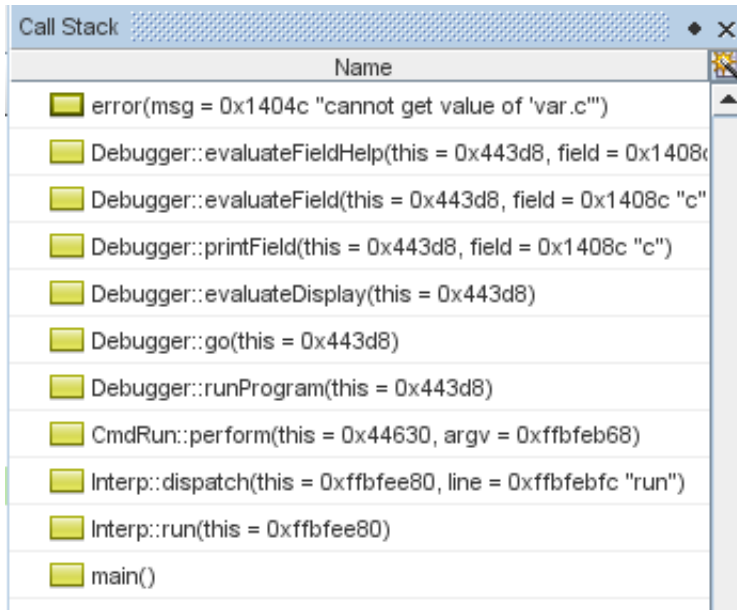 Call Stack
Name
error(msg = 0x1404c "cannot get value of 'var.c'")
Debugger::evaluateFieldHelp(this = 0x443d8, field = 0x1408c
Debugger::evaluateField(this = 0x443d8, field = 0x1408c "c"
Debugger::printField(this = 0x443d8, field = 0x1408c "c")
Debugger::evaluateDisplay(this = 0x443d8)
Debugger::go(this = 0x443d8)
Debugger::runProgram(this = 0x443d8)
CmdRun::perform(this = 0x44630, argv = 0xffbfeb68)
Interp::dispatch(this = 0xffbfee80, line = 0xffbfebfc "run")
Interp::run(this = 0xffbfee80)
main()